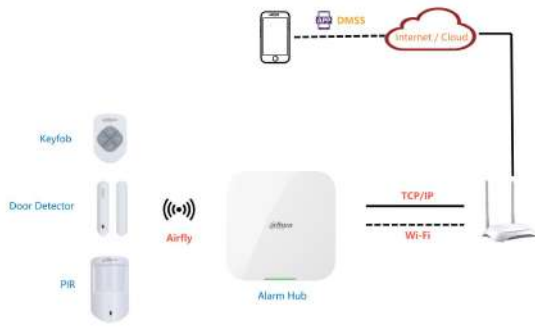 APP DMSS
Internet / Cloud
Keyfob
Door Detector
Airfly
PIR
alhua
Alarm Hub
TCP/IP
Wi-Fi